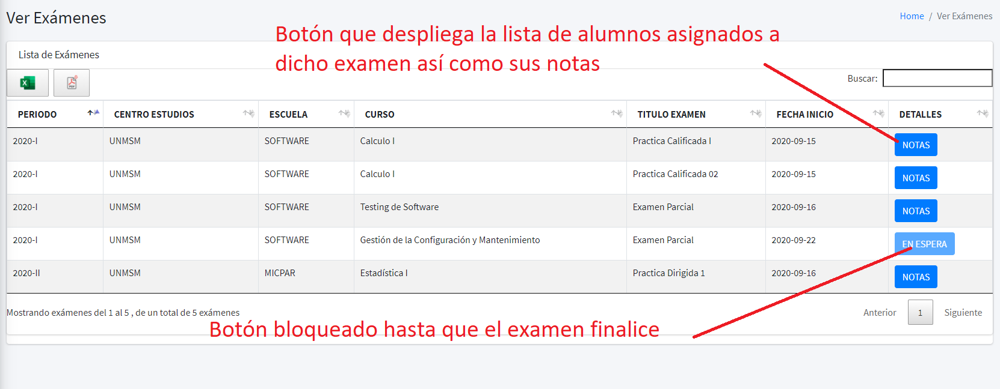 Ver Exámenes
Home / Ver Exámenes
Botón que despliega la lista de alumnos asignados a
dicho examen así como sus notas
Lista de Exámenes
X
PDF
Buscar:
PERIODO CENTRO ESTUDIOS ESCUELA CURSO TITULO EXAMEN FECHA INICIO DETALLES
2020-I UNMSM SOFTWARE Calculo I Practica Calificada I 2020-09-15 NOTAS
2020-I UNMSM SOFTWARE Calculo I Practica Calificada 02 2020-09-15 NOTAS
2020-I UNMSM SOFTWARE Testing de Software Examen Parcial 2020-09-16 NOTAS
2020-I UNMSM SOFTWARE Gestión de la Configuración y Mantenimiento Examen Parcial 2020-09-22 EN ESPERA
2020-II UNMSM MICPAR Estadística I Practica Dirigida 1 2020-09-16 NOTAS
Mostrando exámenes del 1 al 5 , de un total de 5 exámenes
Anterior 1 Siguiente
Botón bloqueado hasta que el examen finalice